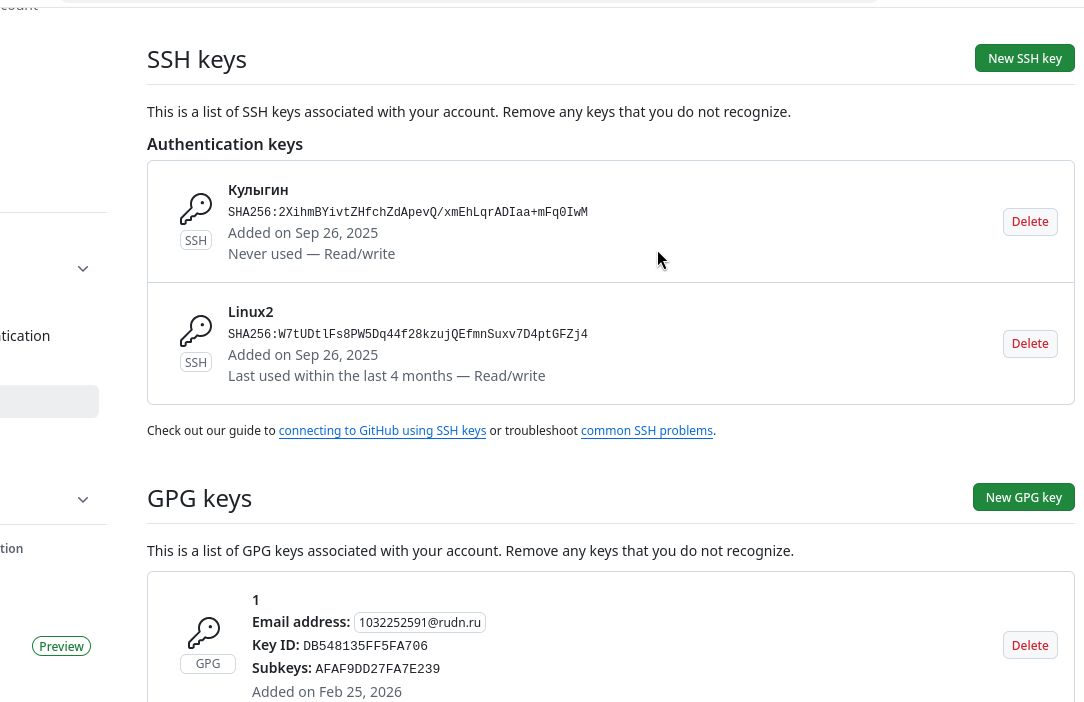 SSH keys
New SSH key
This is a list of SSH keys associated with your account. Remove any keys that you do not recognize.
Authentication keys
Кулыгин
SHA256:2XihmBYivtZHfchZdApevQ/xmEhLqrADIaa+mFq0IwM
SSH
Added on Sep 26, 2025
Never used — Read/write
Delete
Linux2
SHA256:W7tUDtlFs8PW5Dq44f28kzujQEfmnSuxv7D4ptGFZj4
SSH
Added on Sep 26, 2025
Last used within the last 4 months — Read/write
Delete
tication
Check out our guide to connecting to GitHub using SSH keys or troubleshoot common SSH problems.
GPG keys
New GPG key
tion
This is a list of GPG keys associated with your account. Remove any keys that you do not recognize.
1
Email address: 1032252591@rudn.ru
Key ID: DB548135FF5FA706
GPG
Subkeys: AFAF9DD27FA7E239
Added on Feb 25, 2026
Delete
Preview